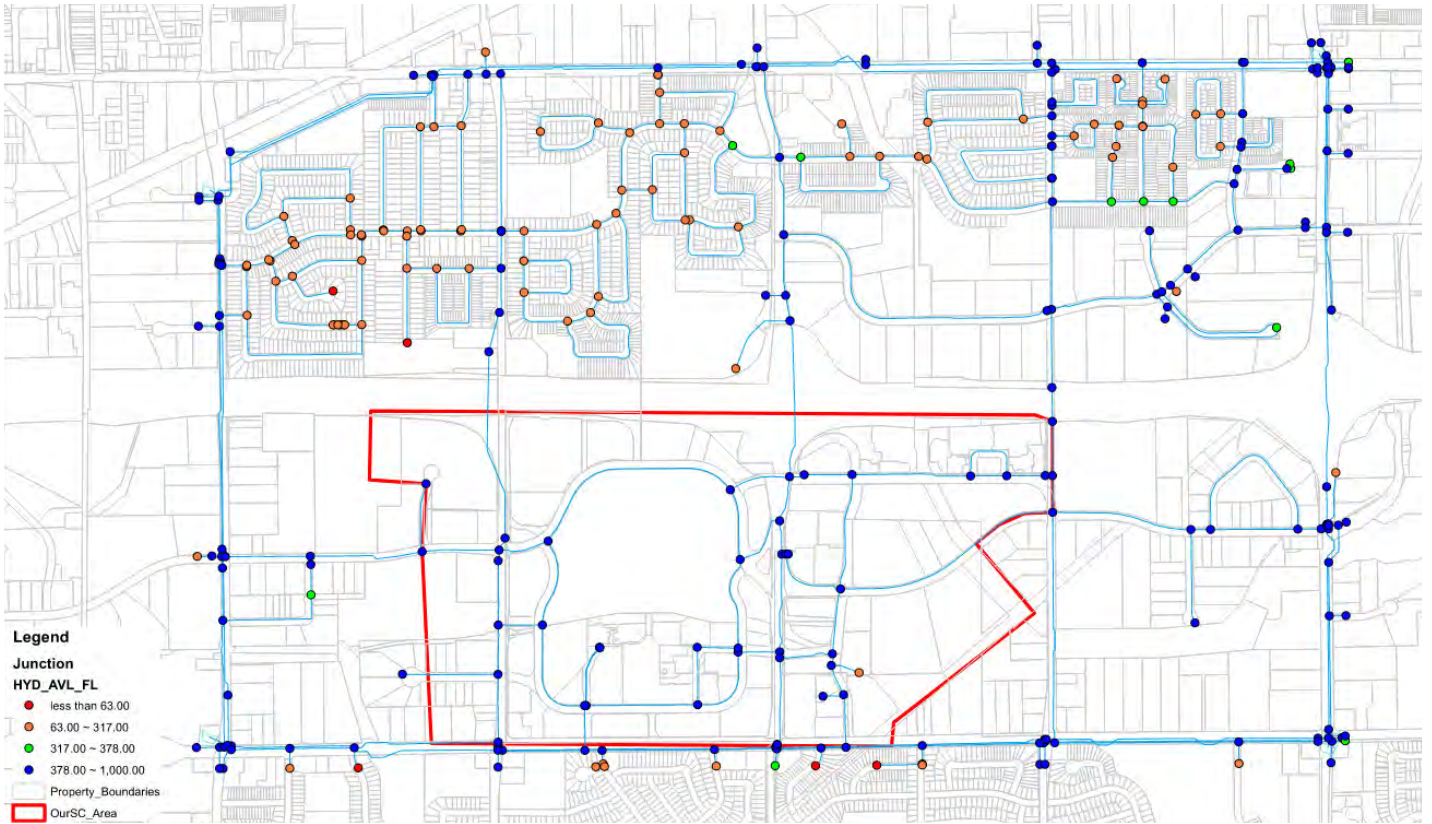 Legend
Junction
HYD_AVL_FL
less than 63.00
63.00 ~ 317.00
317.00 ~ 378.00
378.00 ~ 1,000.00
Property_Boundaries
OurSC_Area